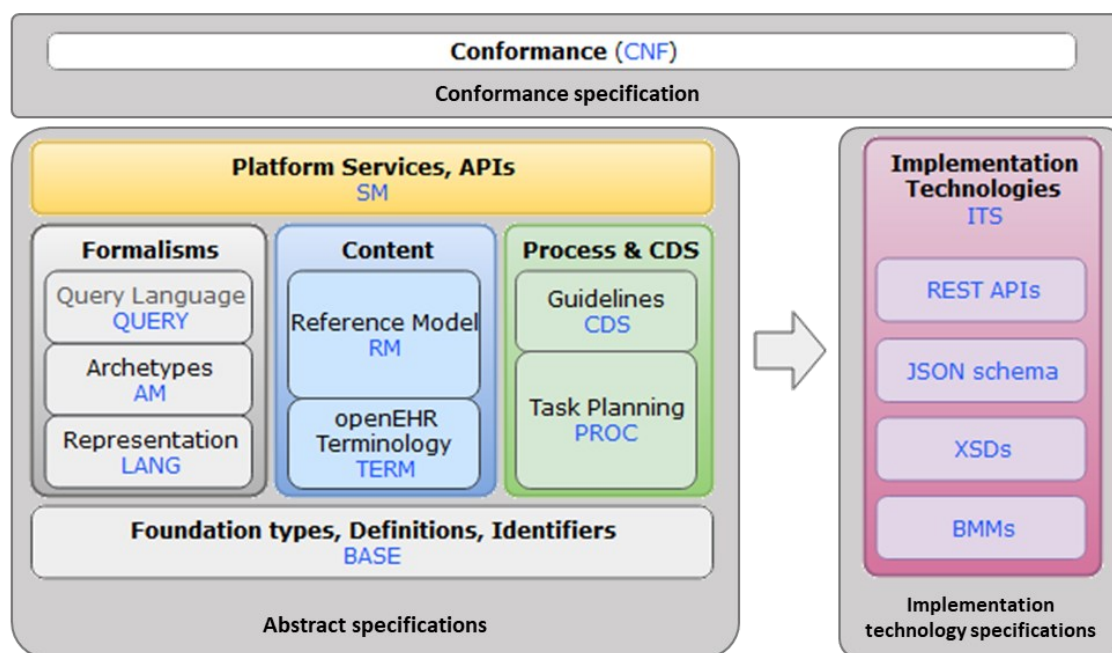 Conformance (CNF)
Conformance specification
Platform Services, APIs
SM
Formalisms
Query Language
QUERY
Archetypes
AM
Representation
LANG
Content
Reference Model
RM
openEHR
Terminology
TERM
Process & CDS
Guidelines
CDS
Task Planning
PROC
Foundation types, Definitions, Identifiers
BASE
Abstract specifications
Implementation
Technologies
ITS
REST APIs
JSON schema
XSDs
BMMs
Implementation
technology specifications